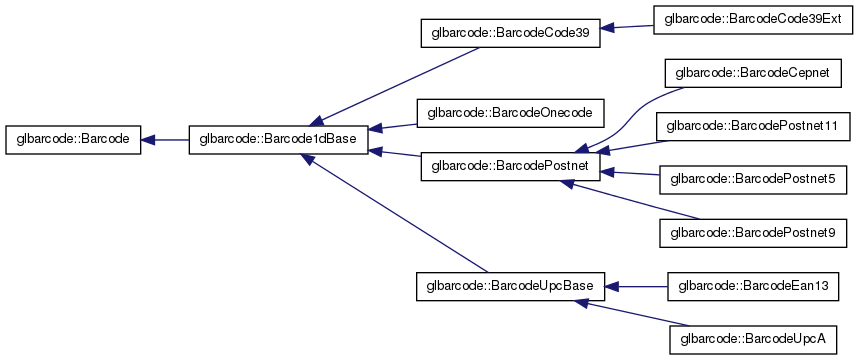 glbarcode::Barcode
glbarcode::Barcode1dBase
glbarcode::BarcodeCode39
glbarcode::BarcodeOnecode
glbarcode::BarcodePostnet
glbarcode::BarcodeUpcBase
glbarcode::BarcodeCode39Ext
glbarcode::BarcodeCepnet
glbarcode::BarcodePostnet11
glbarcode::BarcodePostnet5
glbarcode::BarcodePostnet9
glbarcode::BarcodeEan13
glbarcode::BarcodeUpcA